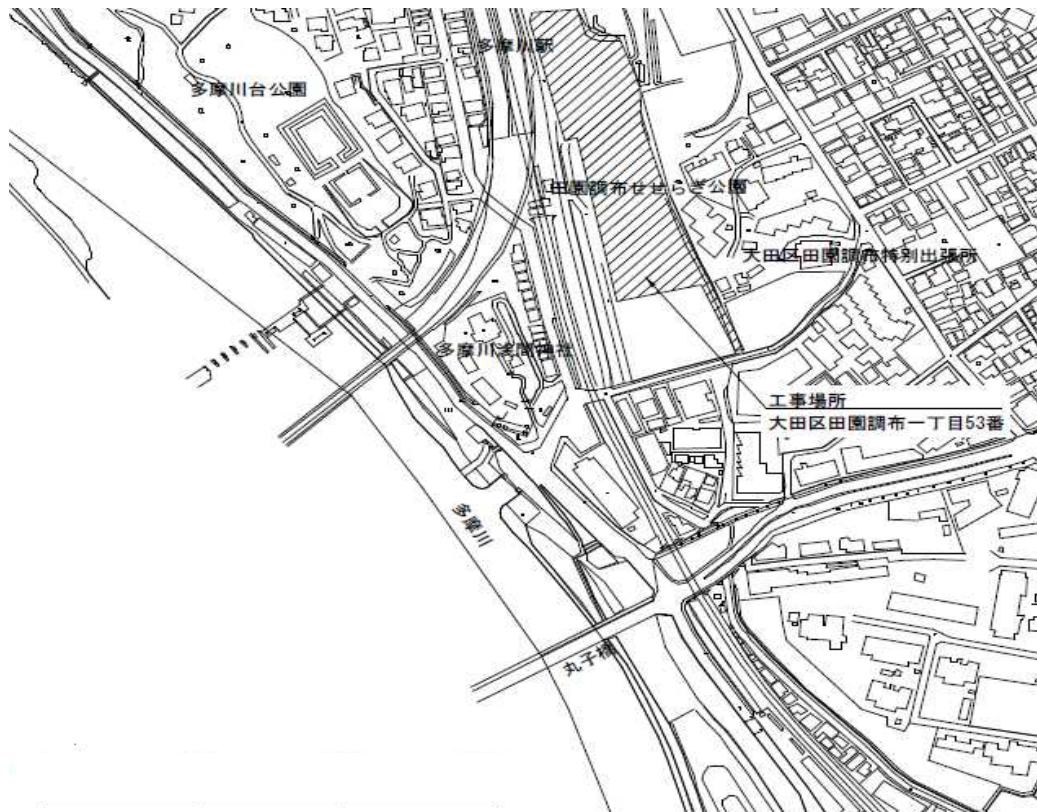 多摩川駅
多摩川台公園
田園調布せせらぎ公園
大田区田園調布特別出張所
多摩川浅間神社
工事場所
大田区田園調布一丁目53番
多摩川
丸子橋